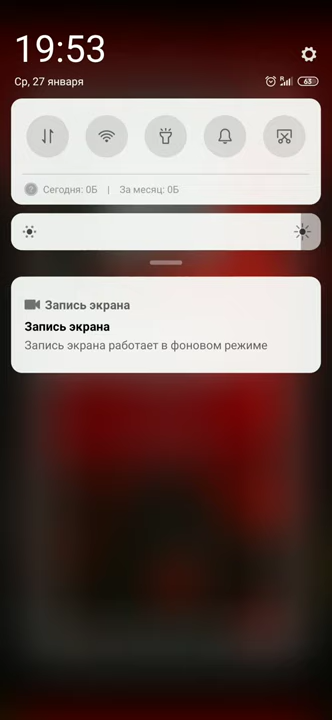 19:53
Ср, 27 января
R
63
Сегодня: 0Б | За месяц: 0Б
Запись экрана
Запись экрана
Запись экрана работает в фоновом режиме